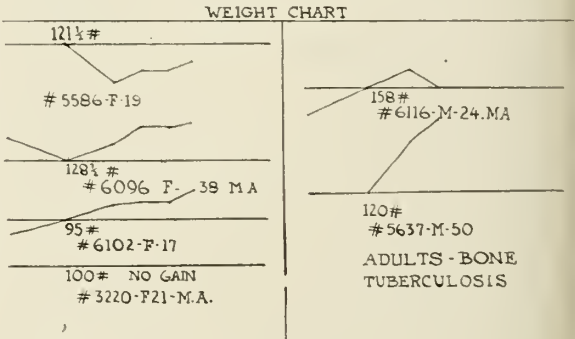 WEIGHT CHART
121½#
#5586-F-19
128½ #
#6096 F- 38 MA
95#
#6102-F-17
100# NO GAIN
#3220-F21-M.A.
158#
#6116-M-24.MA
120#
#5637-M-50
ADULTS-BONE
TUBERCULOSIS